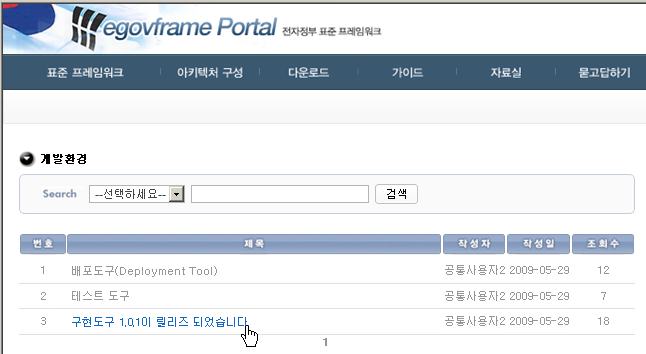 egovframe Portal 전자정부 표준 프레임워크
표준 프레임워크 아키텍처 구성 다운로드 가이드 자료실 묻고답하기
개발환경
Search --선택하세요-- 검색
번호 제목 작성자 작성일 조회수
1 배포도구(Deployment Tool) 공통사용자2 2009-05-29 12
2 테스트 도구 공통사용자2 2009-05-29 7
3 구현도구 1.0.1이 릴리즈 되었습니다 공통사용자2 2009-05-29 18
1